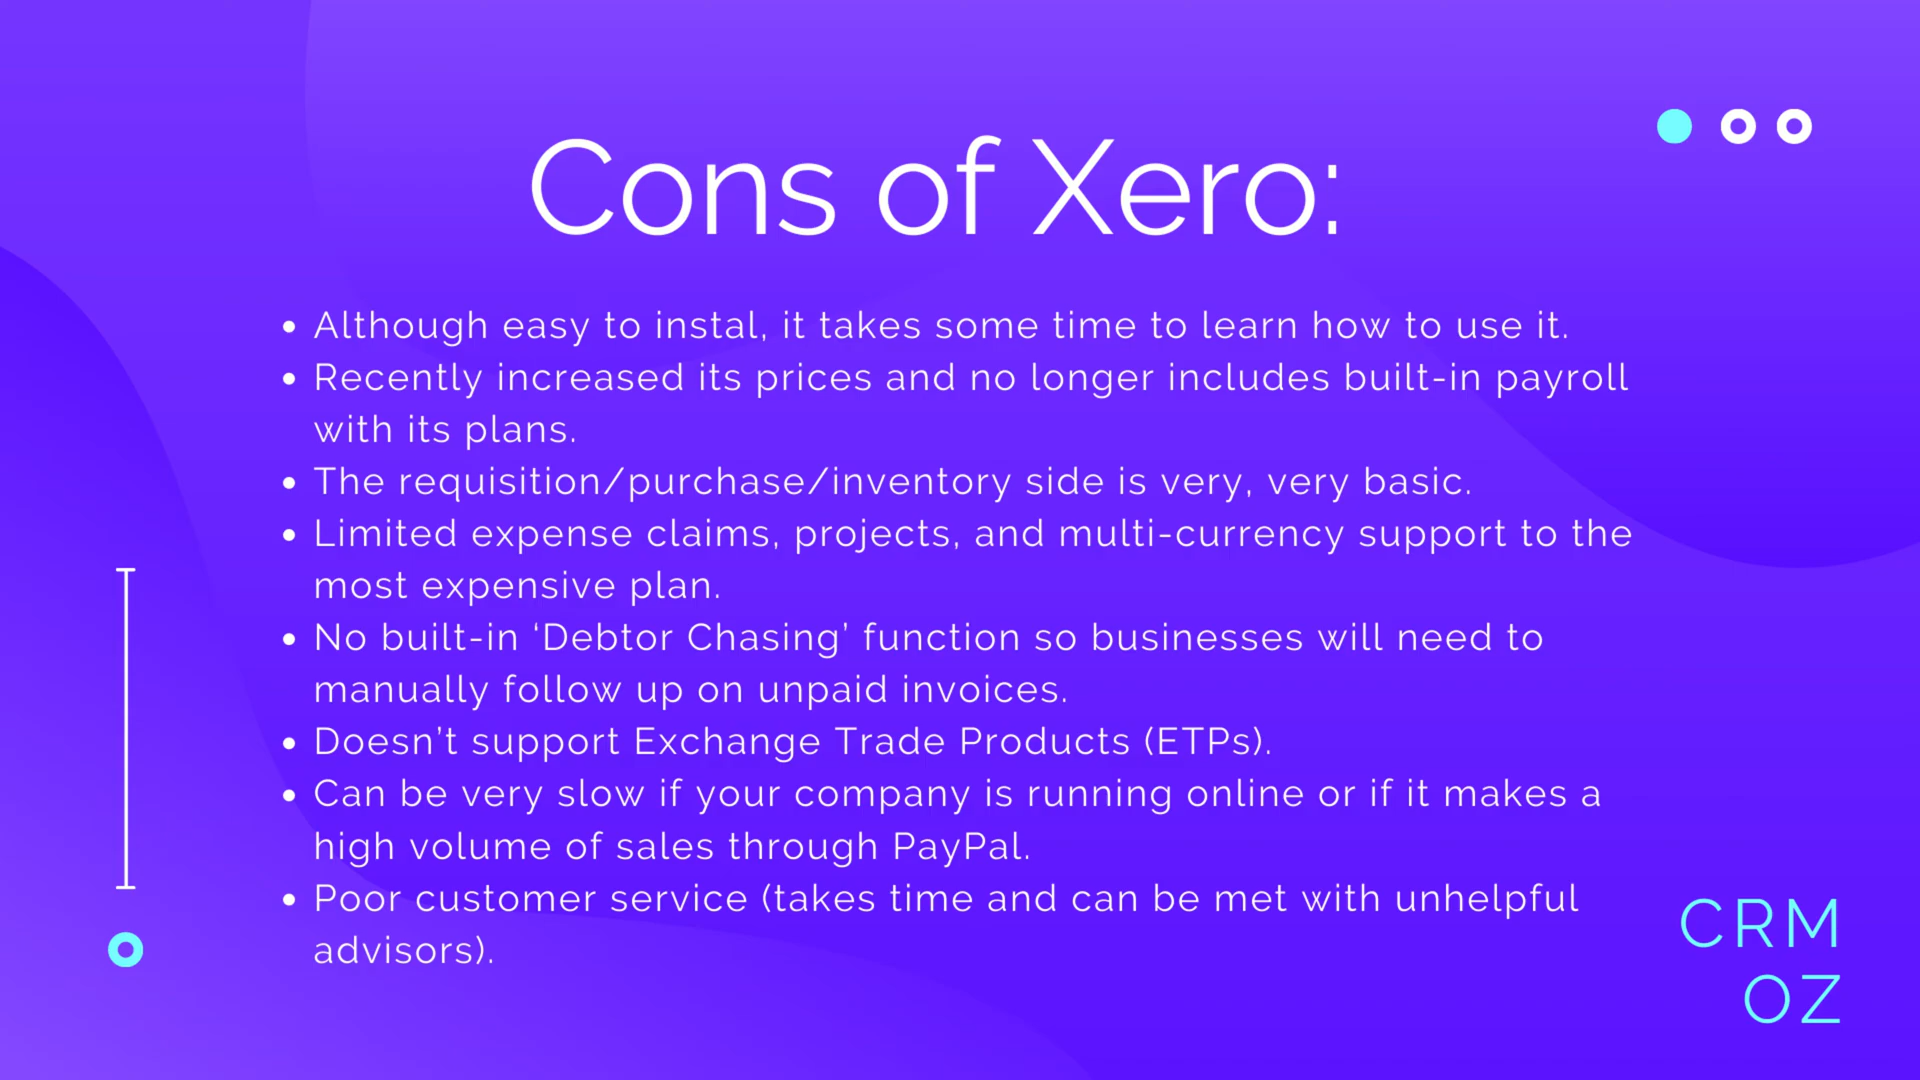 Cons of Xero:
• Although easy to instal, it takes some time to learn how to use it.
• Recently increased its prices and no longer includes built-in payroll
with its plans.
• The requisition/purchase/inventory side is very, very basic.
• Limited expense claims, projects, and multi-currency support to the
most expensive plan.
• No built-in ‘Debtor Chasing’ function so businesses will need to
manually follow up on unpaid invoices.
• Doesn’t support Exchange Trade Products (ETPs).
• Can be very slow if your company is running online or if it makes a
high volume of sales through PayPal.
• Poor customer service (takes time and can be met with unhelpful
advisors).
CRM
OZ